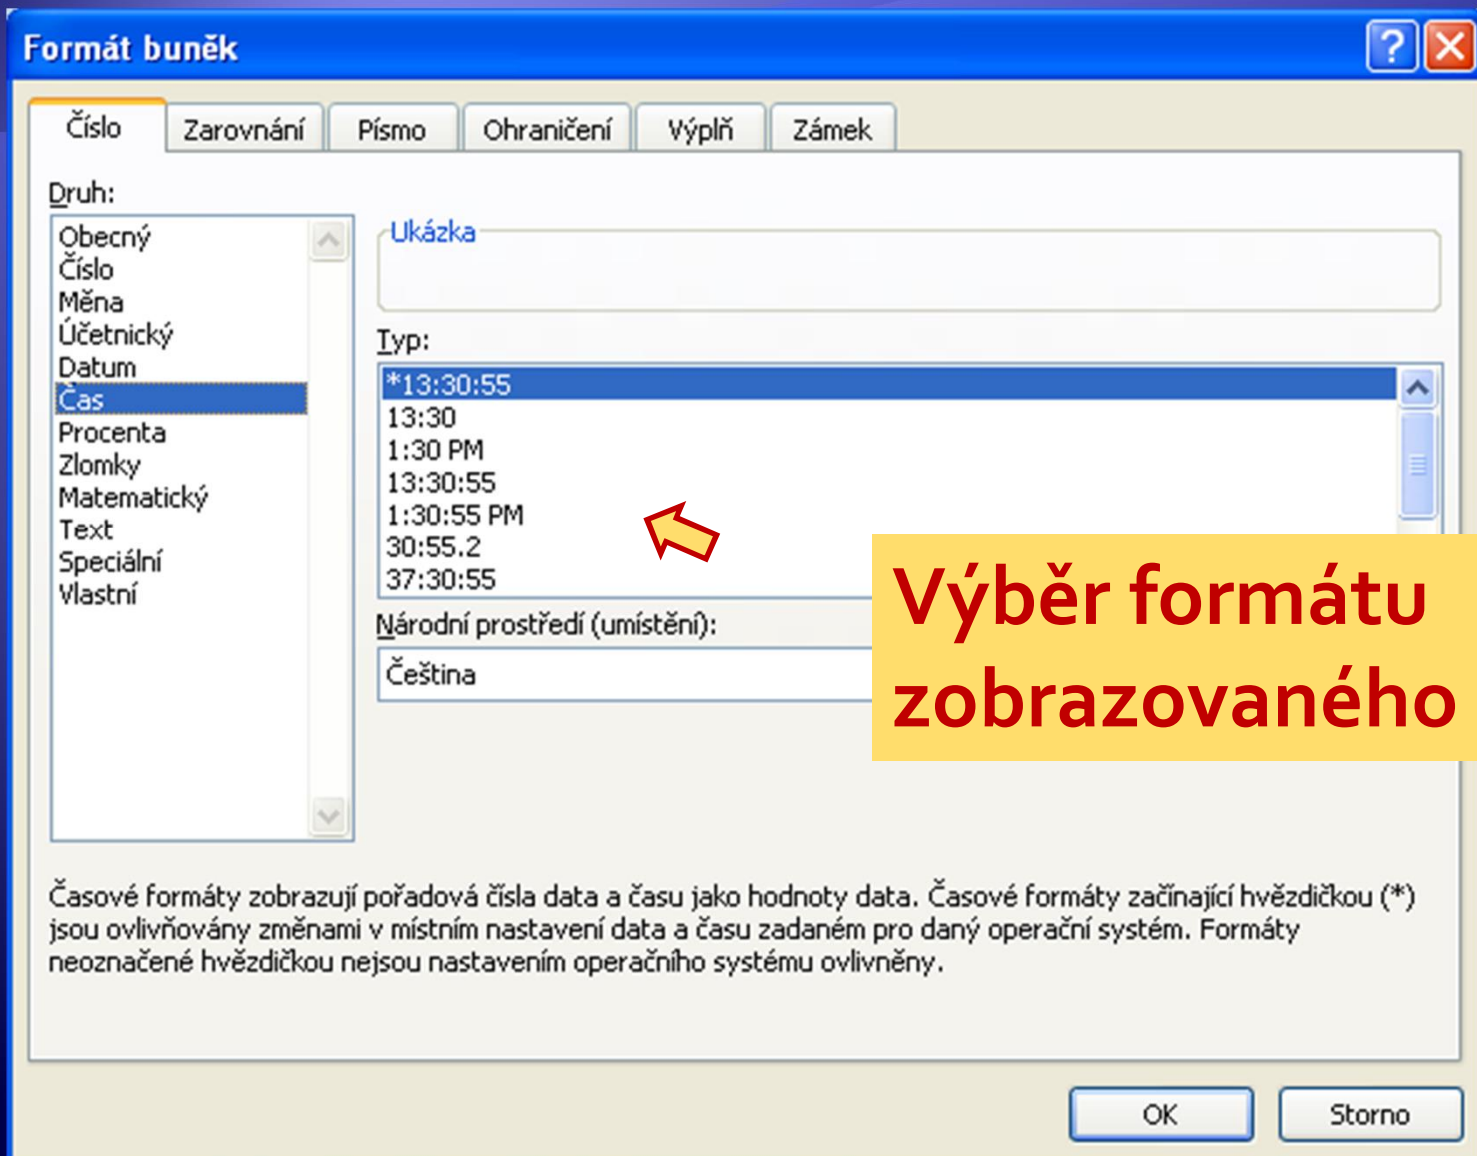 Formát buněk
Číslo Zarovnání Písmo Ohraničení Výplň Zámek
Druh:
Obecný
Číslo
Měna
Účetnický
Datum
Čas
Procenta
Zlomky
Matematický
Text
Speciální
Vlastní
Ukázka
Typ:
*13:30:55
13:30
1:30 PM
13:30:55
1:30:55 PM
30:55.2
37:30:55
Národní prostředí (umístění):
Čeština
Výběr formátu
zobrazovaného
Časové formáty zobrazují pořadová čísla data a času jako hodnoty data. Časové formáty začínající hvězdičkou (*)
jsou ovlivňovány změnami v místním nastavení data a času zadaném pro daný operační systém. Formáty
neoznačené hvězdičkou nejsou nastavením operačního systému ovlivněny.
OK Storno